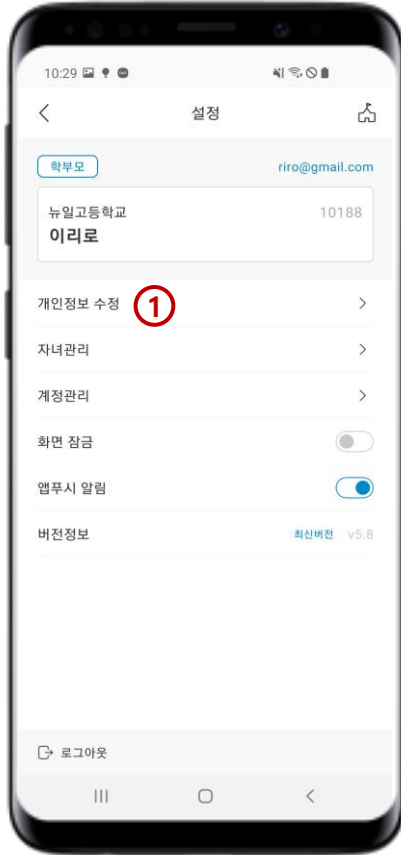 10:29
설정
학부모 riro@gmail.com
뉴일고등학교 10188
이리로
개인정보 수정 1
자녀관리
계정관리
화면 잠금
앱푸시 알림
버전정보 최신버전 v5.8
로그아웃